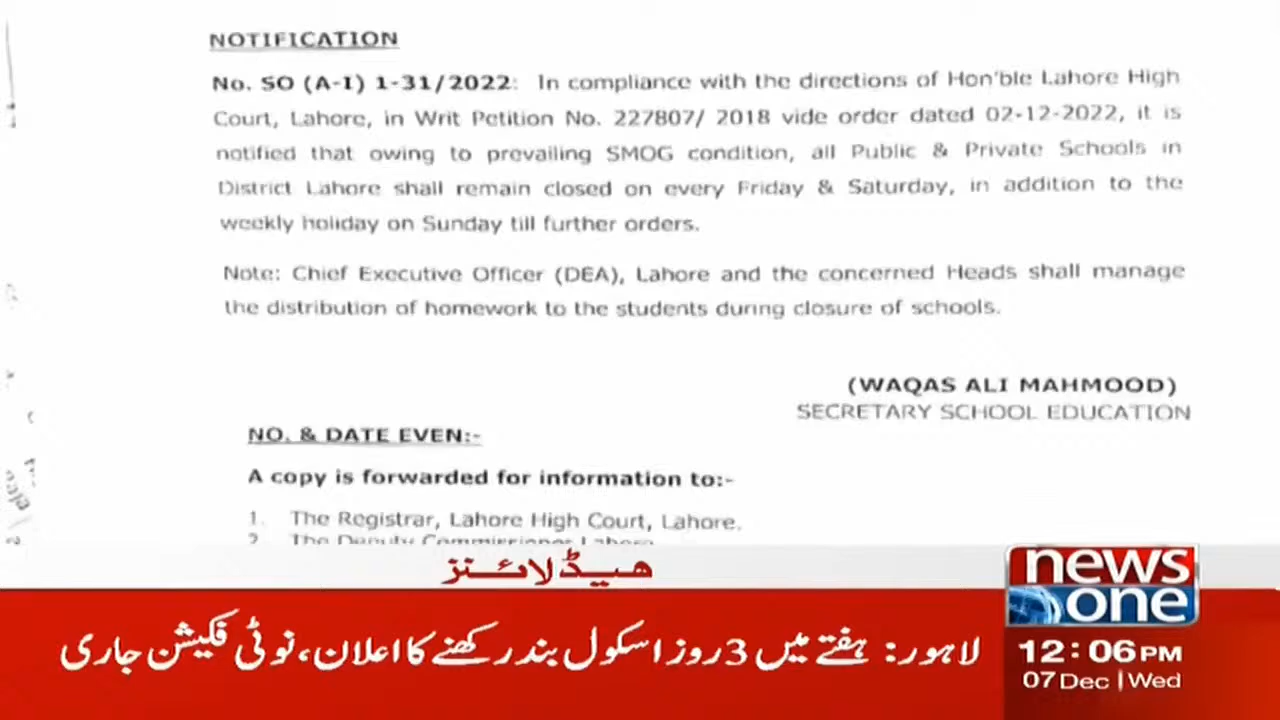 NOTIFICATION
No. SO (A-I) 1-31/2022: In compliance with the directions of Hon'ble Lahore High
Court, Lahore, in Writ Petition No. 227807/ 2018 vide order dated 02-12-2022, it is
notified that owing to prevailing SMOG condition, all Public & Private Schools in
District Lahore shall remain closed on every Friday & Saturday, in addition to the
weekly holiday on Sunday till further orders.
Note: Chief Executive Officer (DEA), Lahore and the concerned Heads shall manage
the distribution of homework to the students during closure of schools.
(WAQAS ALI MAHMOOD)
SECRETARY SCHOOL EDUCATION
NO. & DATE EVEN:-
A copy is forwarded for information to:-
1. The Registrar, Lahore High Court, Lahore.
2. The Deputy Commissioner Lahore
ھیڈلائنز
لاہور: ہفتے میں 3 روز اسکول بند رکھنے کا اعلان، نوٹی فکیشن جاری
news
one
12:06 PM
07 Dec | Wed